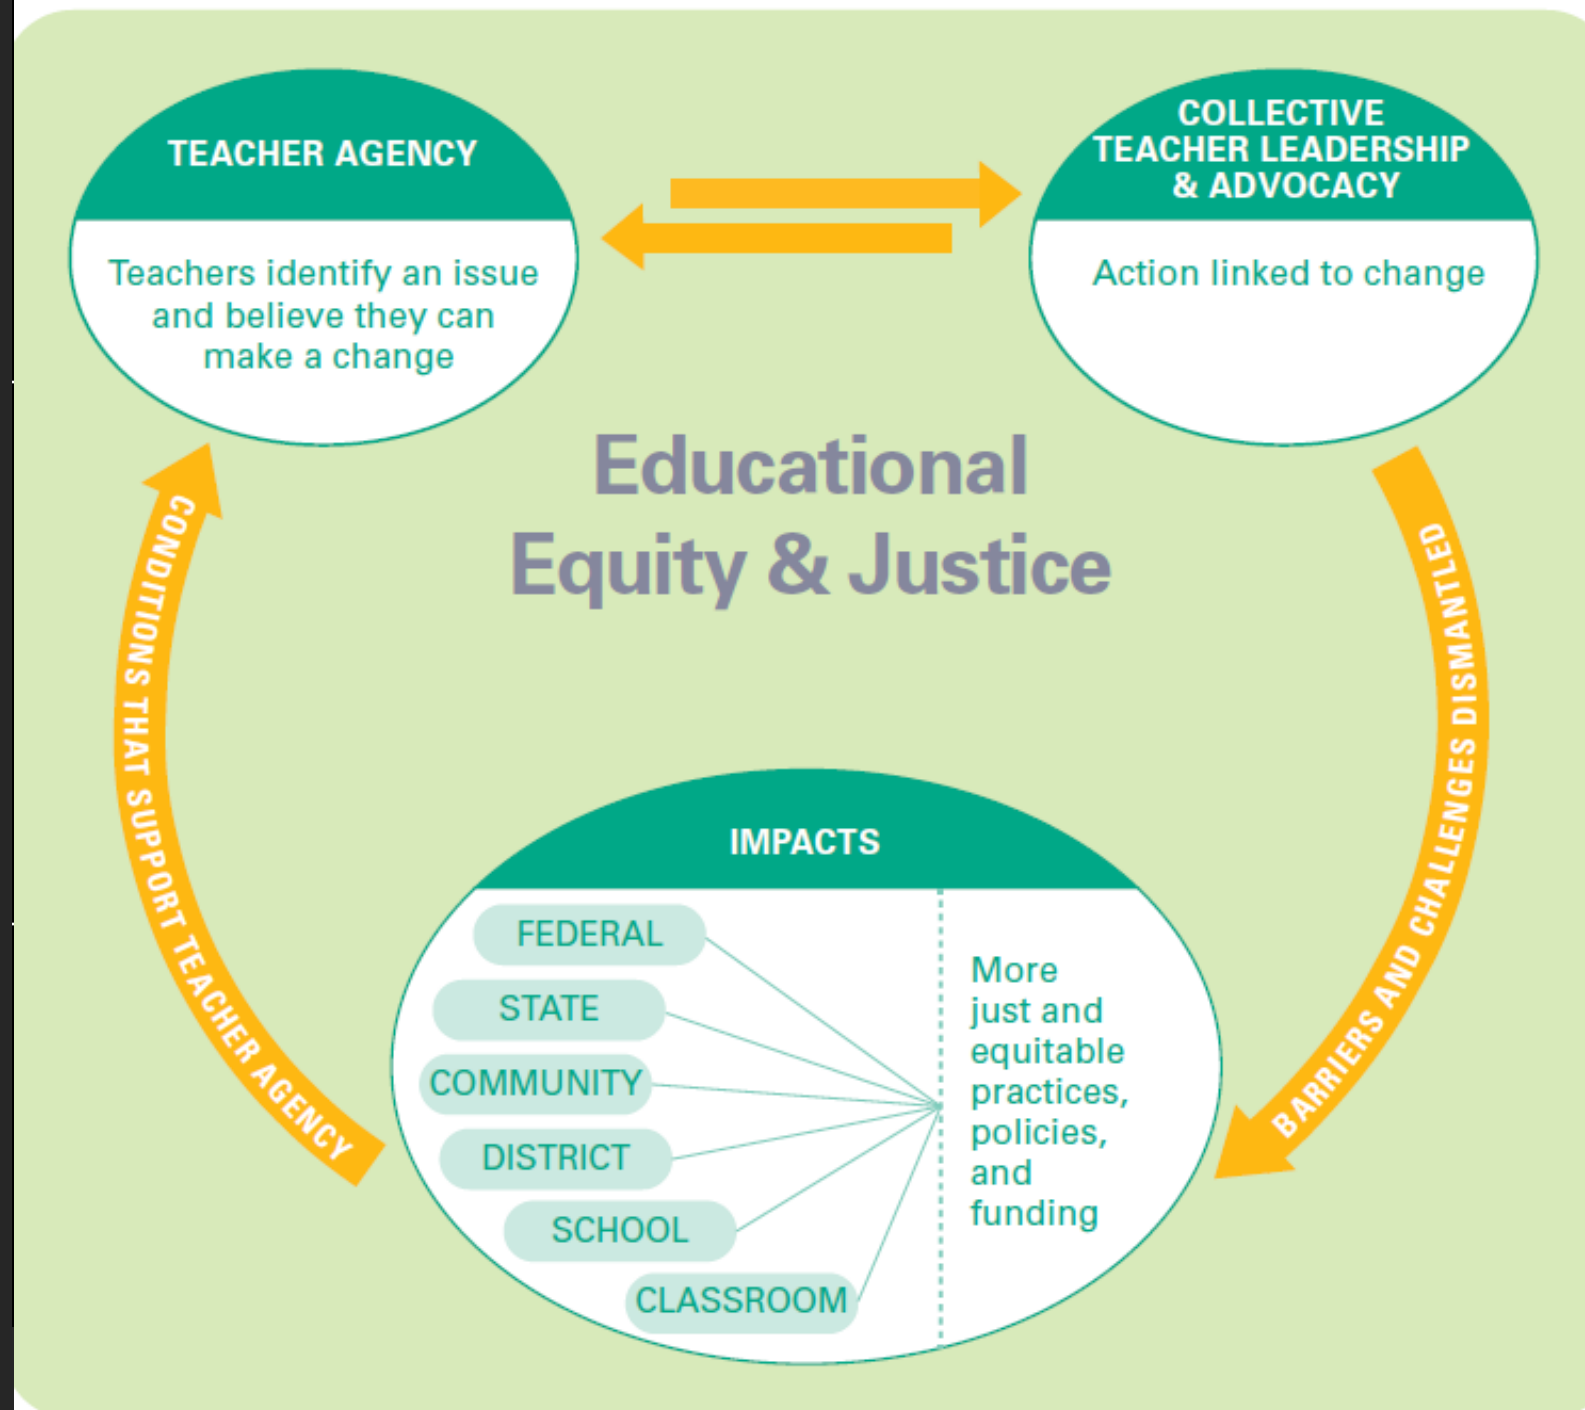 TEACHER AGENCY
Teachers identify an issue
and believe they can
make a change
COLLECTIVE
TEACHER LEADERSHIP
& ADVOCACY
Action linked to change
Educational
Equity & Justice
CONDITIONS THAT SUPPORT TEACHER AGENCY
BARRIERS AND CHALLENGES DISMANTLED
IMPACTS
FEDERAL
STATE
COMMUNITY
DISTRICT
SCHOOL
CLASSROOM
More
just and
equitable
practices,
policies,
and
funding